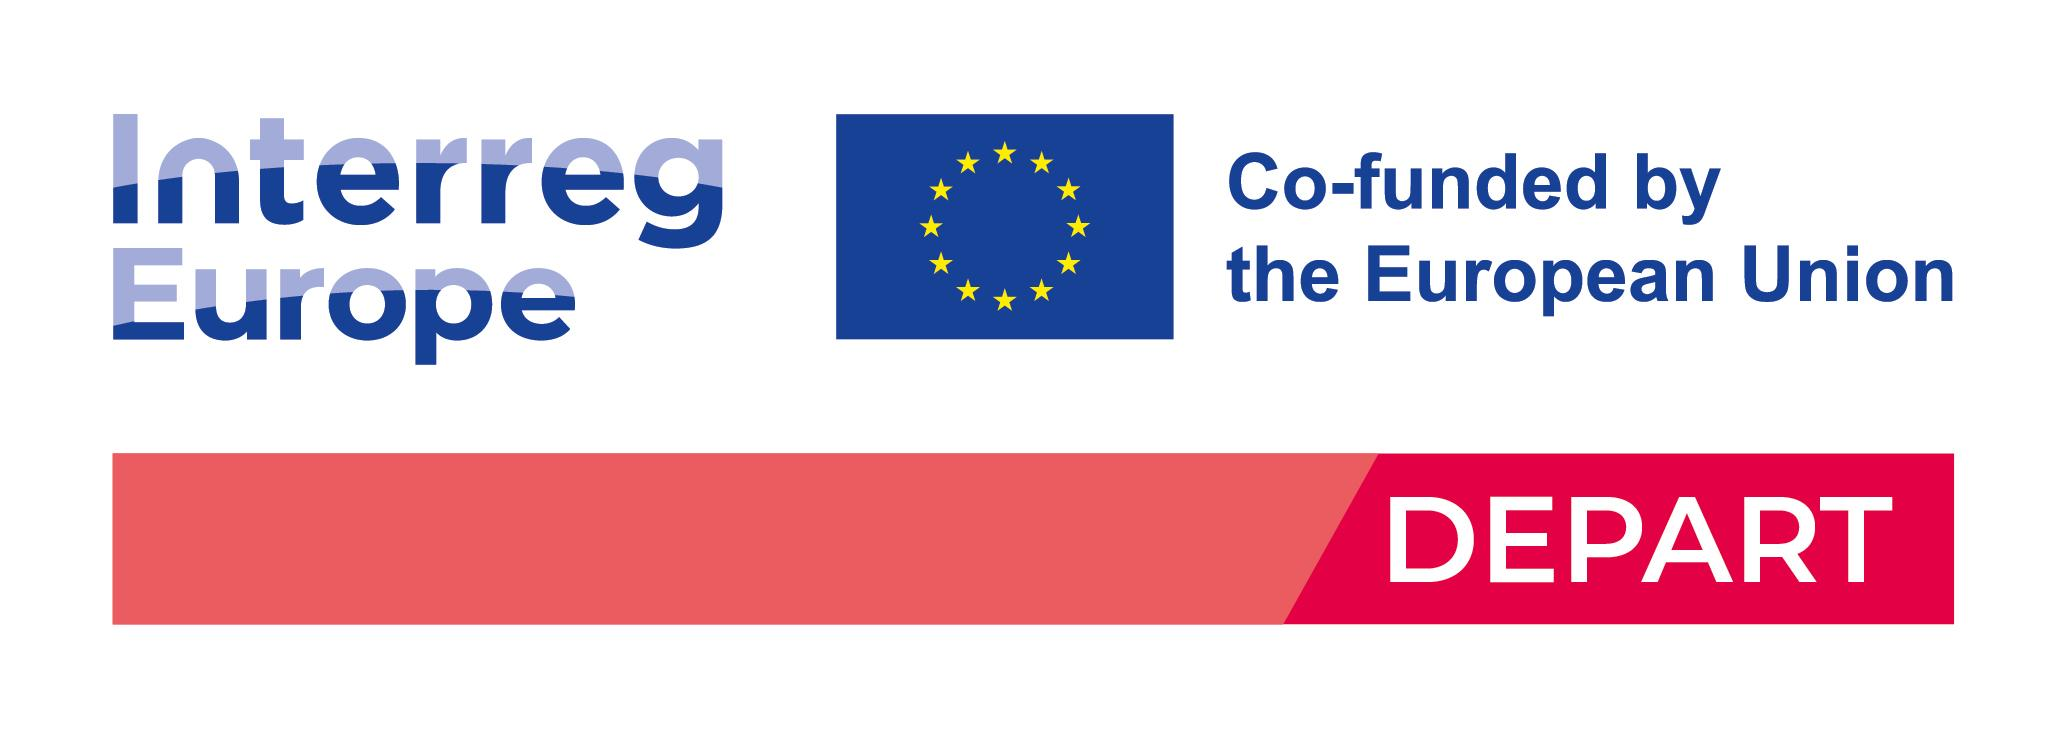 Interreg
Europe
Co-funded by
the European Union
DEPART